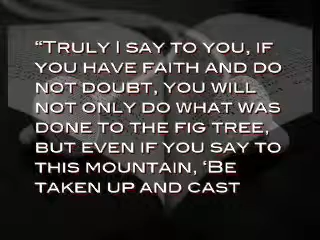 “Truly I say to you, if
you have faith and do
not doubt, you will
not only do what was
done to the fig tree,
but even if you say to
this mountain, ‘Be
taken up and cast